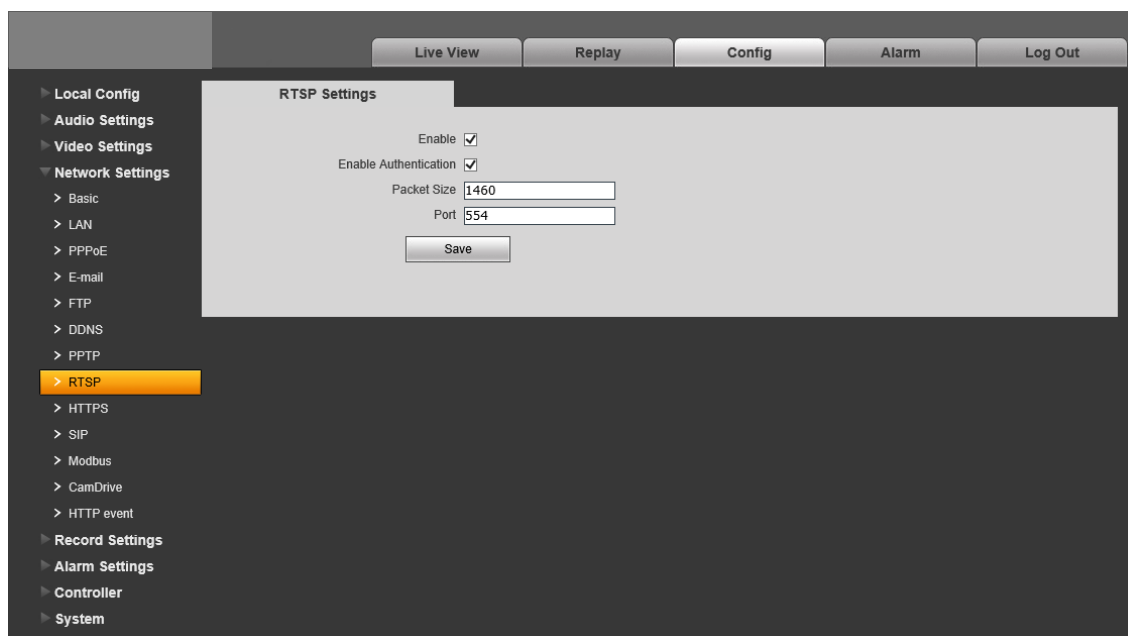 Live View Replay Config Alarm Log Out
Local Config
Audio Settings
Video Settings
Network Settings
> Basic
> LAN
> PPPoE
> E-mail
> FTP
> DDNS
> PPTP
> RTSP
> HTTPS
> SIP
> Modbus
> CamDrive
> HTTP event
Record Settings
Alarm Settings
Controller
System
RTSP Settings
Enable
Enable Authentication
Packet Size 1460
Port 554
Save